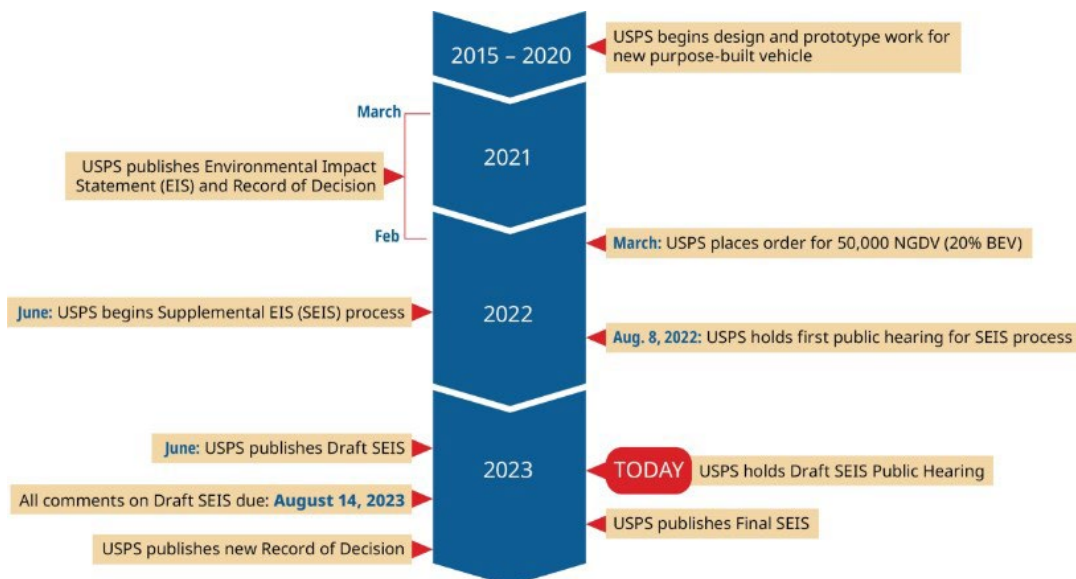 2015 – 2020
USPS begins design and prototype work for
new purpose-built vehicle
March
2021
USPS publishes Environmental Impact
Statement (EIS) and Record of Decision
Feb
March: USPS places order for 50,000 NGDV (20% BEV)
June: USPS begins Supplemental EIS (SEIS) process
2022
Aug. 8, 2022: USPS holds first public hearing for SEIS process
June: USPS publishes Draft SEIS
2023
TODAY USPS holds Draft SEIS Public Hearing
All comments on Draft SEIS due: August 14, 2023
USPS publishes Final SEIS
USPS publishes new Record of Decision